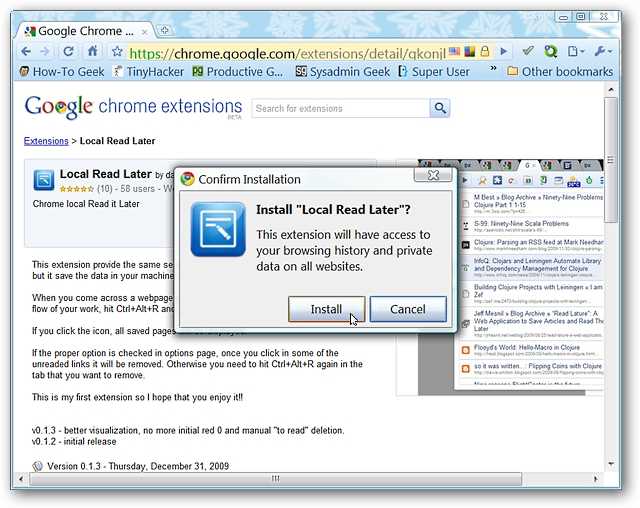 Google Chrome ...
https://chrome.google.com/extensions/detail/
How-To Geek
TinyHacker
Productive G...
Sysadmin Geek
Super User
»
Other bookmarks
Google chrome extensions
BETA
Search for extensions
Extensions > Local Read Later
Local Read Later by da
(10) - 58 users - We
Chrome local Read it Later
Confirm Installation
Install "Local Read Later"?
This extension will have access to
your browsing history and private
data on all websites.
Install
Cancel
This extension provide the same se
but it save the data in your machine
When you come across a webpage
flow of your work, hit Ctrl+Alt+R an
If you click the icon, all saved pages
If the proper option is checked in options page, once you click in some of the
unreaded links it will be removed. Otherwise you need to hit Ctrl+Alt+R again in the
tab that you want to remove.
This is my first extension so I hope that you enjoy it!!
v0.1.3 - better visualization, no more initial red 0 and manual "to read" deletion.
v0.1.2 - initial release
Version 0.1.3 - Thursday, December 31, 2009
M Best » Blog Archive » Ninety-Nine Problems
Clojure Part 1 1-15
S-99: Ninety-Nine Scala Problems
Clojure: Parsing an RSS feed at Mark Needham
InfoQ: Clojars and Leiningen Automate Library
and Dependency Management for Clojure
Building Clojure Projects with Leiningen « I am
Zef
Jeff Mesnil » Blog Archive » "Read Later": A
Web Application to Save Articles and Read The
Later
Flooyd's World: Hello-Macro in Clojure
so it was written... : Flipping Coins with Clojure